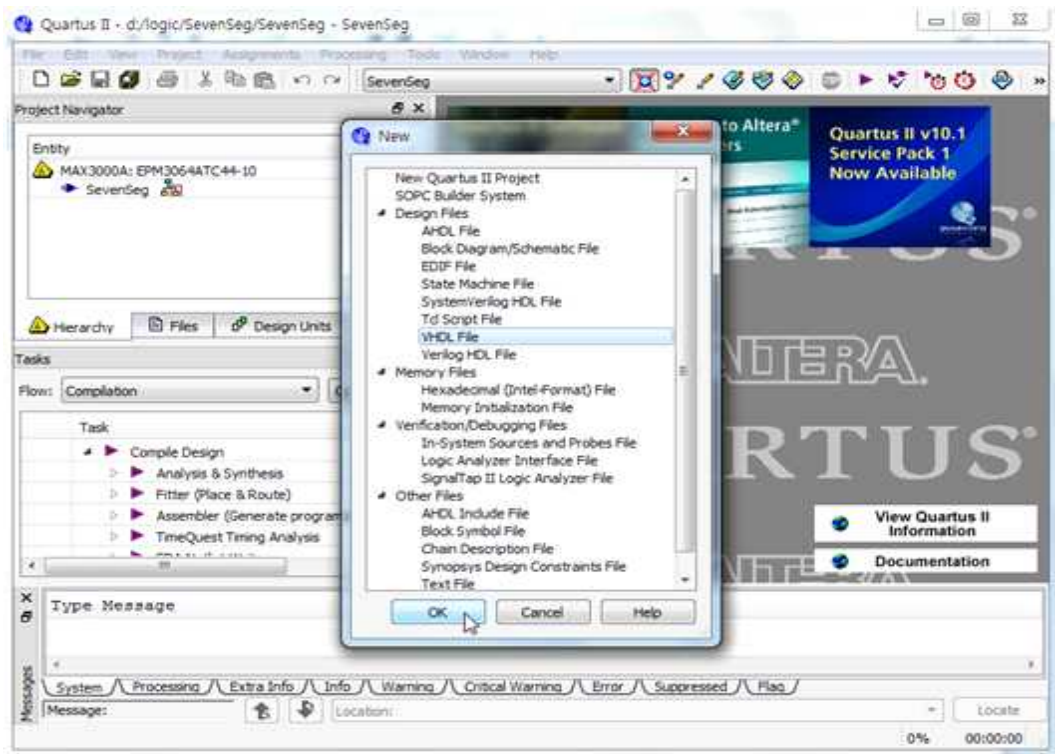 Quartus II - d:/logic/SevenSeg/SevenSeg - SevenSeg
File Edit View Project Assignments Processing Tools Window Help
SevenSeg
Project Navigator
Entity
MAX3000A: EPM3064ATC44-10
SevenSeg
Hierarchy Files Design Units
Tasks
Flow: Compilation
Task
Compile Design
Analysis & Synthesis
Fitter (Place & Route)
Assembler (Generate program
TimeQuest Timing Analysis
New
New Quartus II Project
SOPC Builder System
Design Files
AHDL File
Block Diagram/Schematic File
EDIF File
State Machine File
SystemVerilog HDL File
Tcl Script File
VHDL File
Verilog HDL File
Memory Files
Hexadecimal (Intel-Format) File
Memory Initialization File
Verification/Debugging Files
In-System Sources and Probes File
Logic Analyzer Interface File
SignalTap II Logic Analyzer File
Other Files
AHDL Include File
Block Symbol File
Chain Description File
Synopsys Design Constraints File
Text File
OK Cancel Help
to Altera®
ers
Quartus II v10.1
Service Pack 1
Now Available
RTUS®
ALTERA.
RTUS®
View Quartus II
Information
Documentation
Type Message
System Processing Extra Info Info Warning Critical Warning Error Suppressed Flag
Messages
Message: Location: Locate
0% 00:00:00